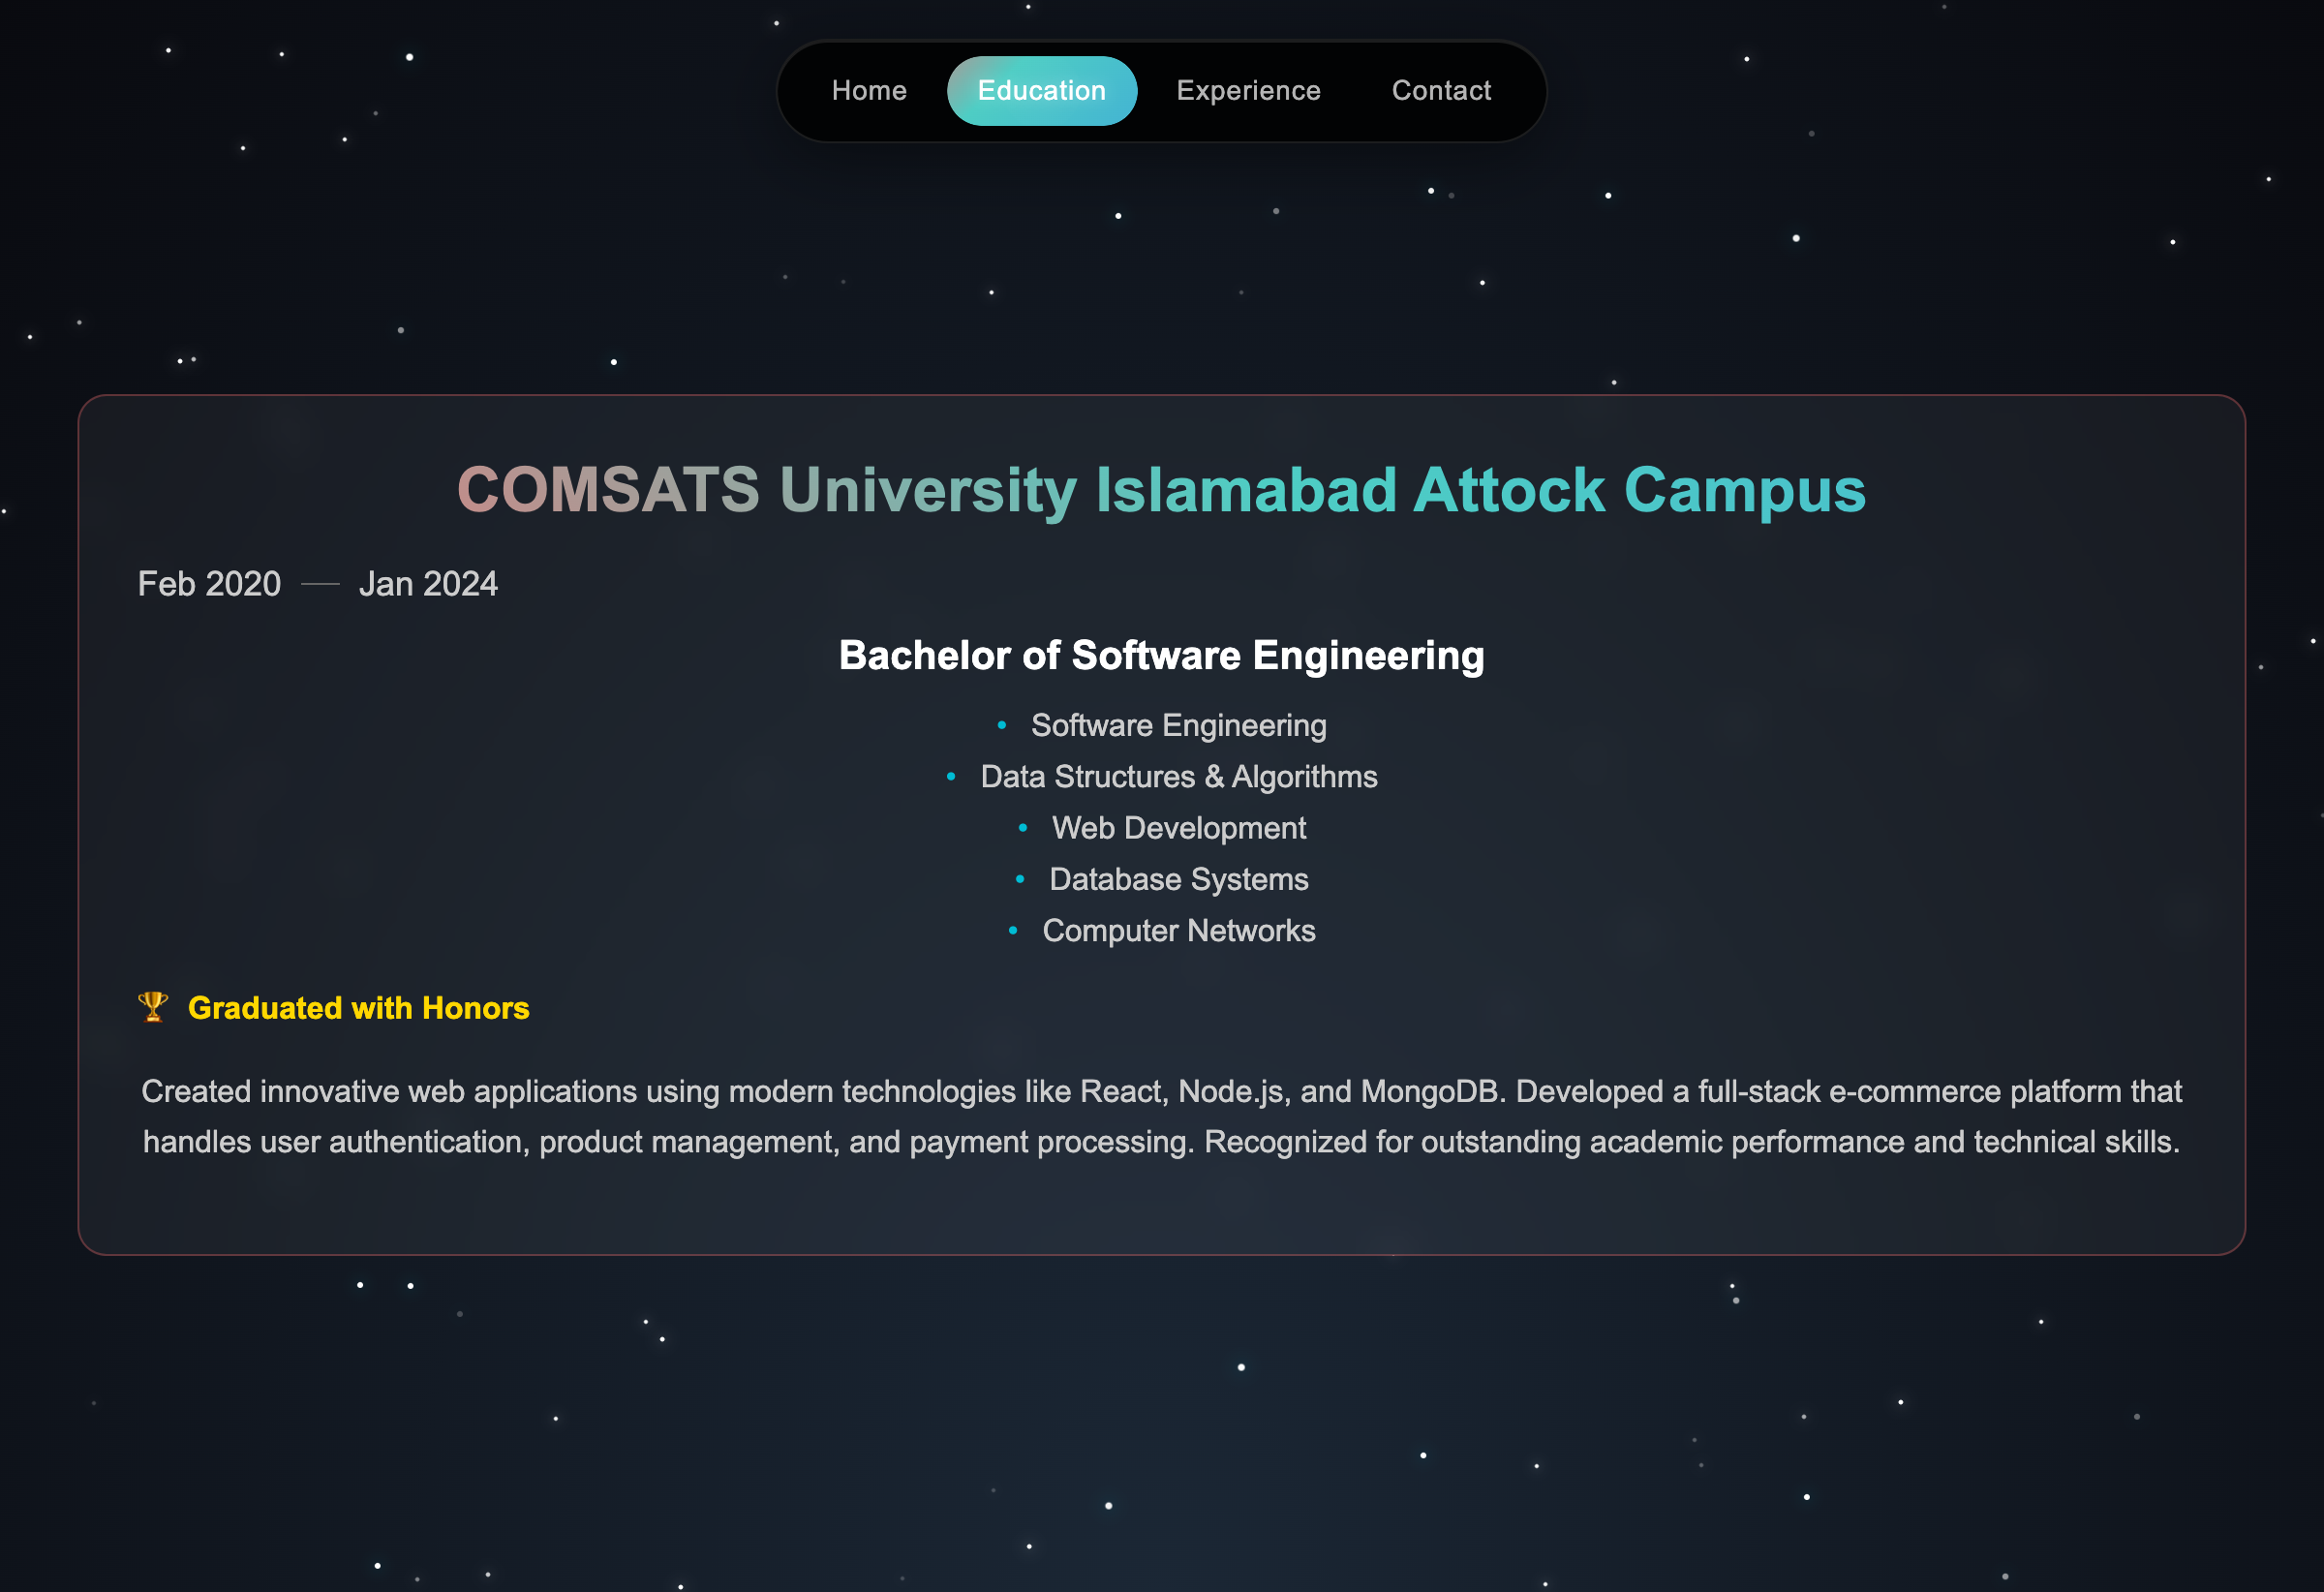 Home Education Experience Contact
COMSATS University Islamabad Attock Campus
Feb 2020 — Jan 2024
Bachelor of Software Engineering
• Software Engineering
• Data Structures & Algorithms
• Web Development
• Database Systems
• Computer Networks
🏆 Graduated with Honors
Created innovative web applications using modern technologies like React, Node.js, and MongoDB. Developed a full-stack e-commerce platform that
handles user authentication, product management, and payment processing. Recognized for outstanding academic performance and technical skills.